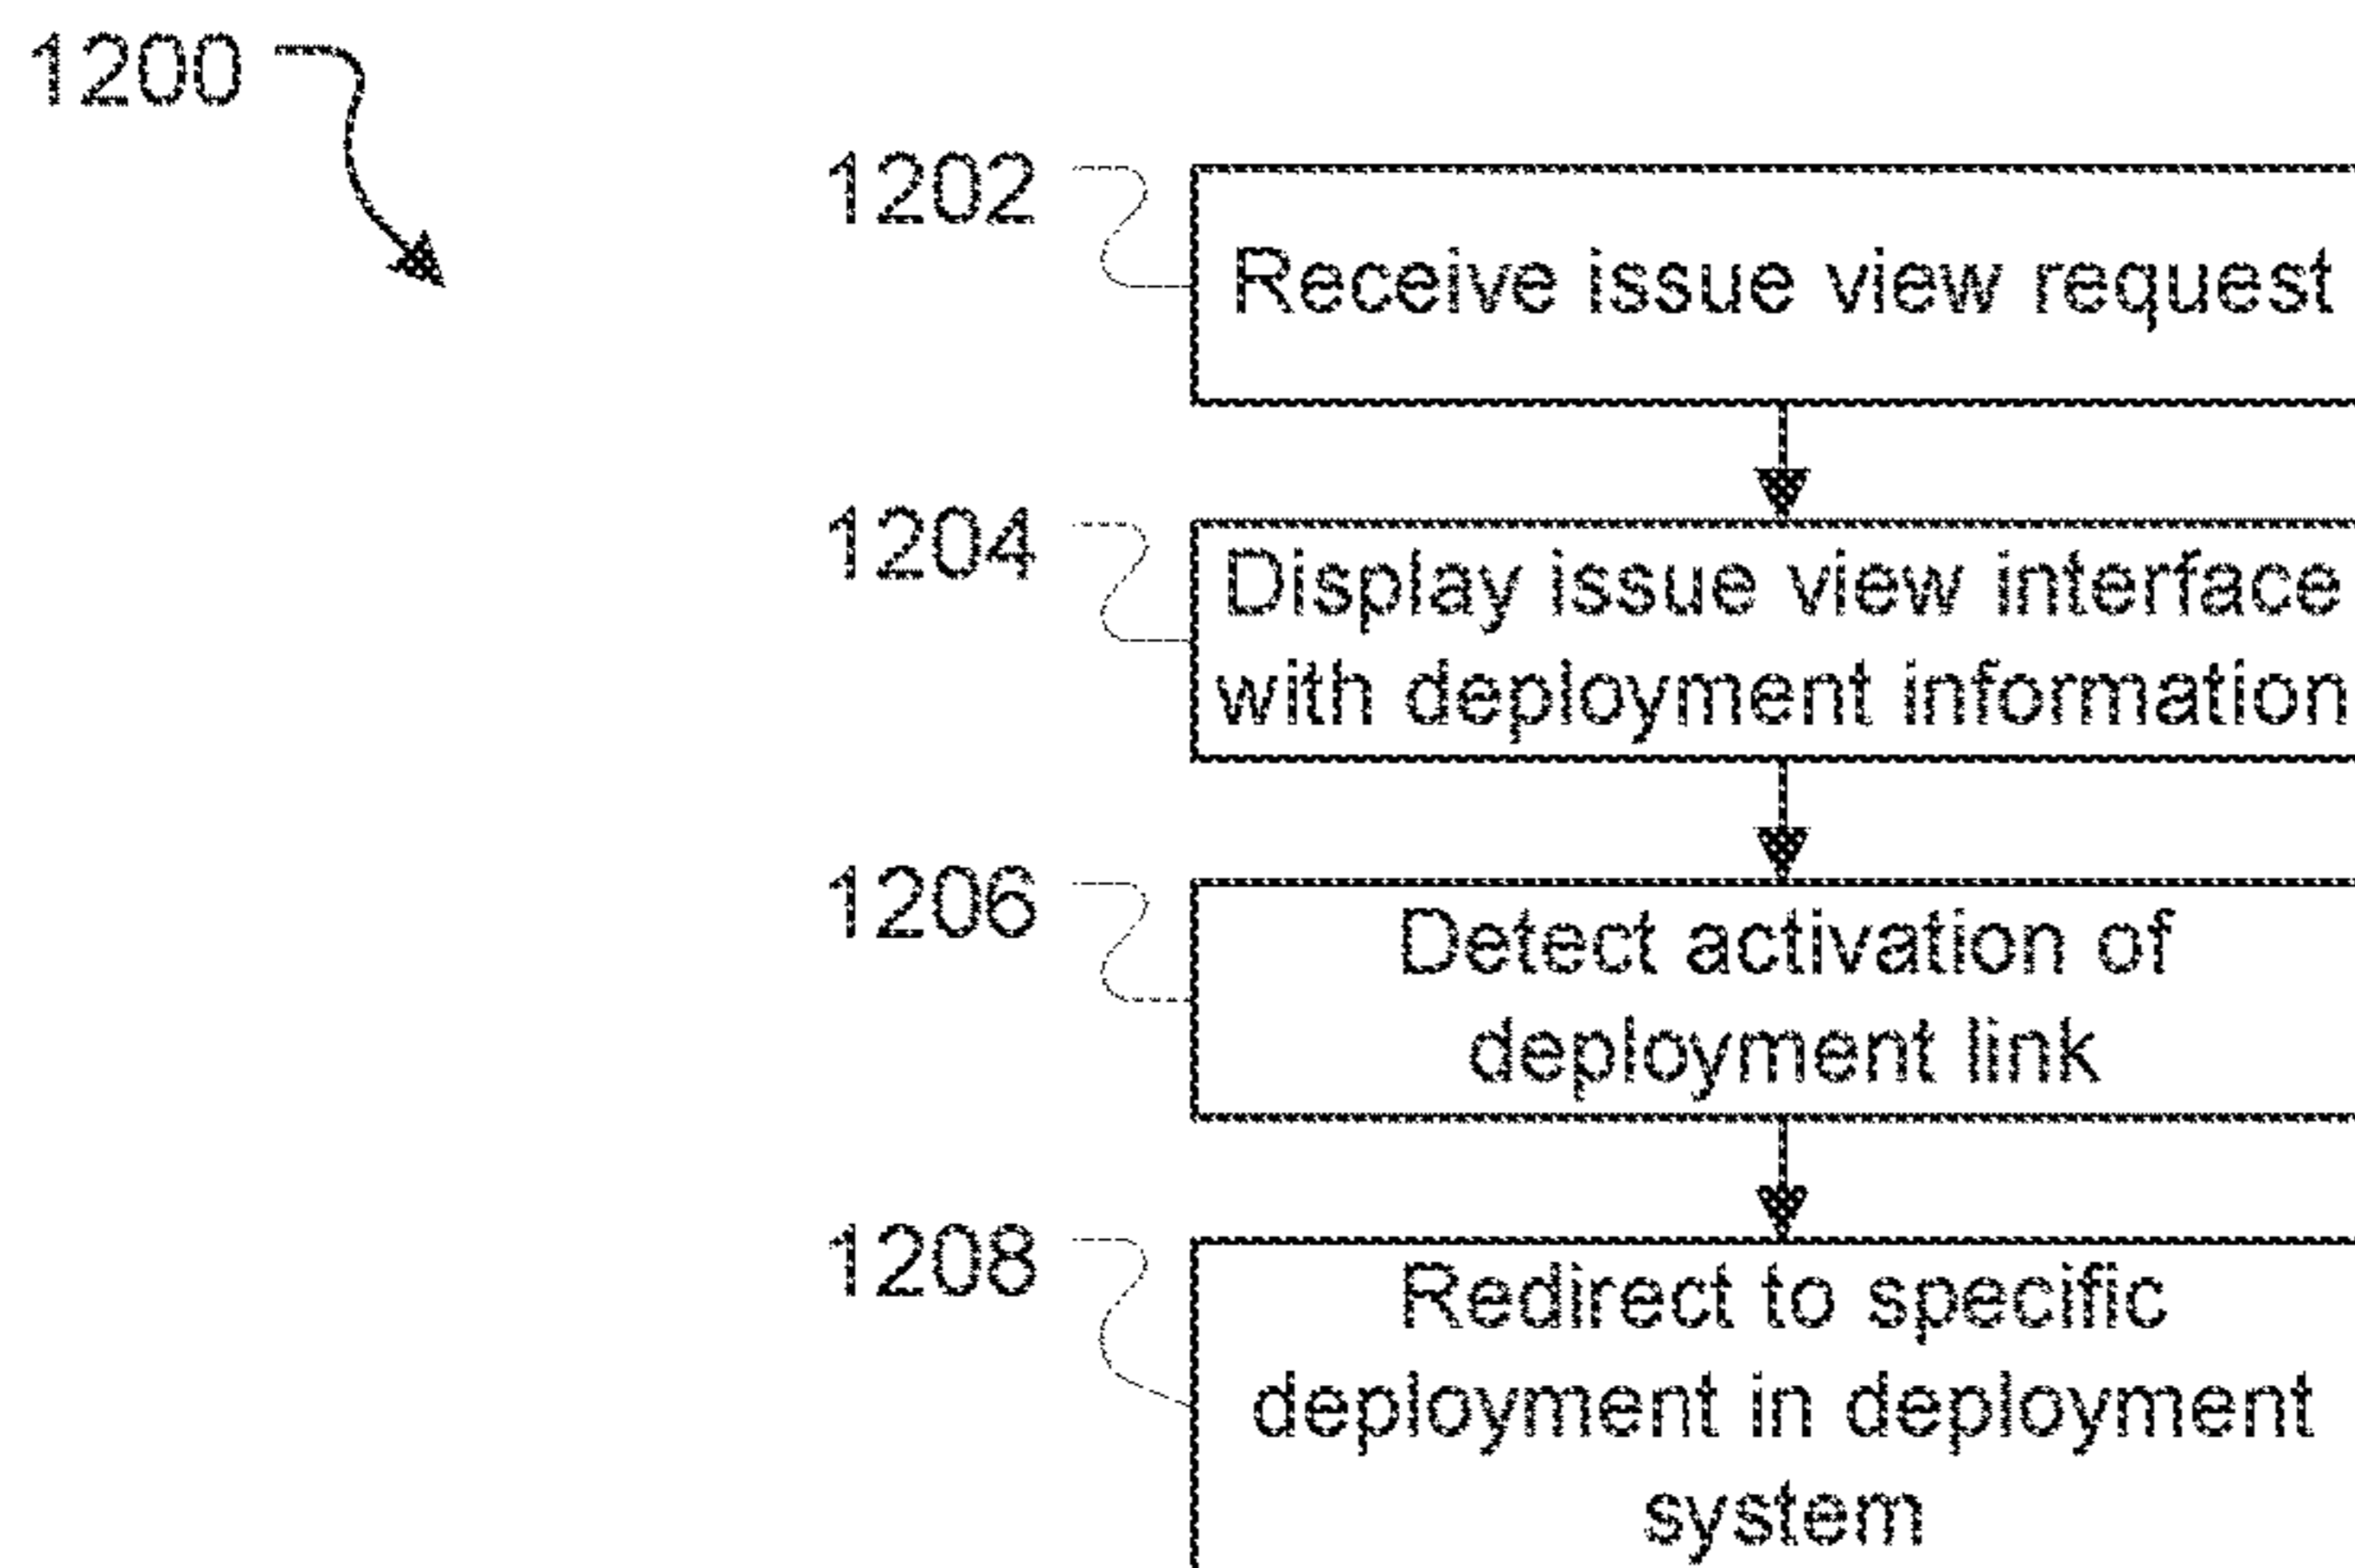 1200
1202
Receive issue view request
1204
Display issue view interface
with deployment information
1206
Detect activation of
deployment link
1208
Redirect to specific
deployment in deployment
system